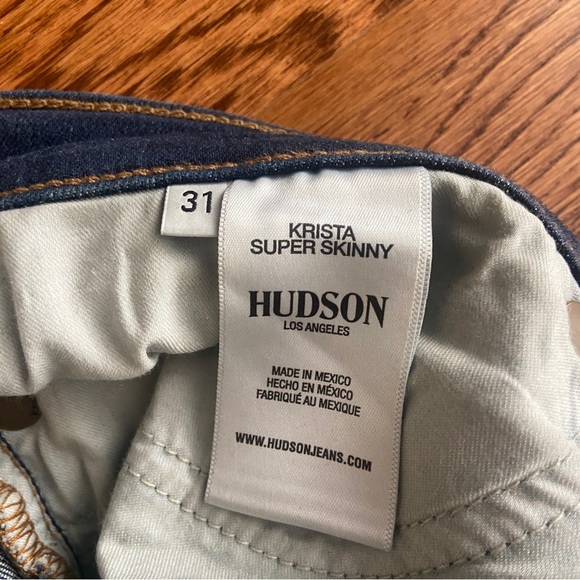 31
KRISTA
SUPER SKINNY
HUDSON
LOS ANGELES
MADE IN MEXICO
HECHO EN MÉXICO
FABRIQUÉ AU MEXIQUE
WWW.HUDSONJEANS.COM